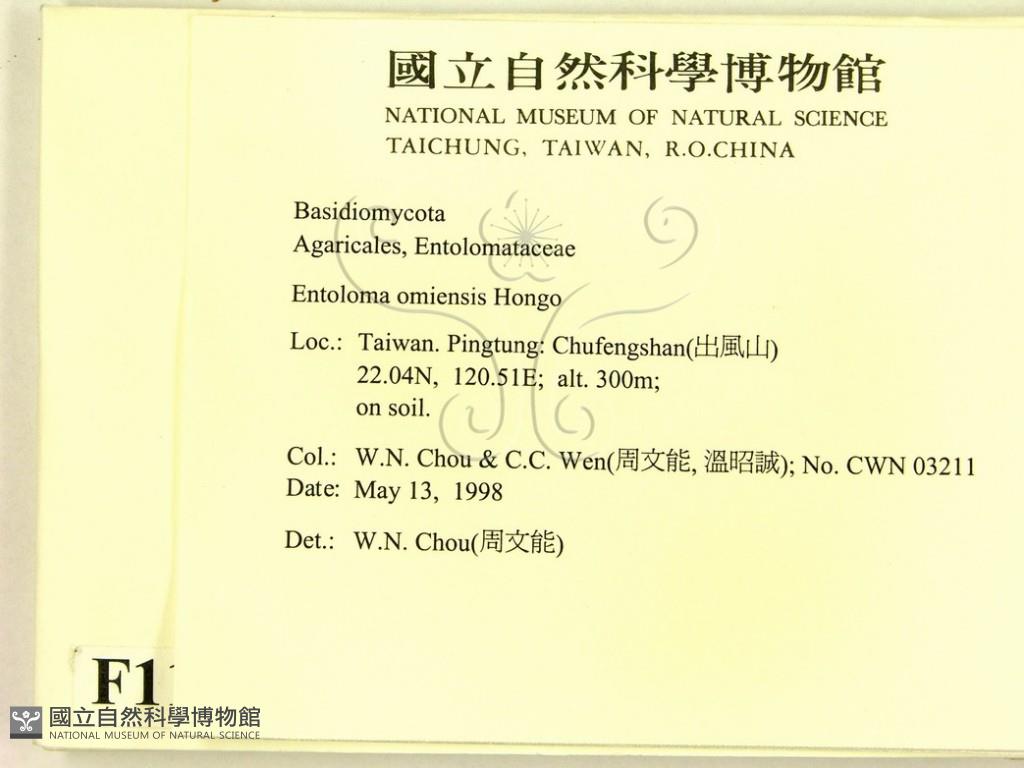 國立自然科學博物館
NATIONAL MUSEUM OF NATURAL SCIENCE
TAICHUNG, TAIWAN, R.O.CHINA
Basidiomycota
Agaricales, Entolomataceae
Entoloma omiensis Hongo
Loc.: Taiwan. Pingtung: Chufengshan(出風山)
22.04N, 120.51E; alt. 300m;
on soil.
Col.: W.N. Chou & C.C. Wen(周文能, 溫昭誠); No. CWN 03211
Date: May 13, 1998
Det.: W.N. Chou(周文能)
F1
國立自然科學博物館
NATIONAL MUSEUM OF NATURAL SCIENCE